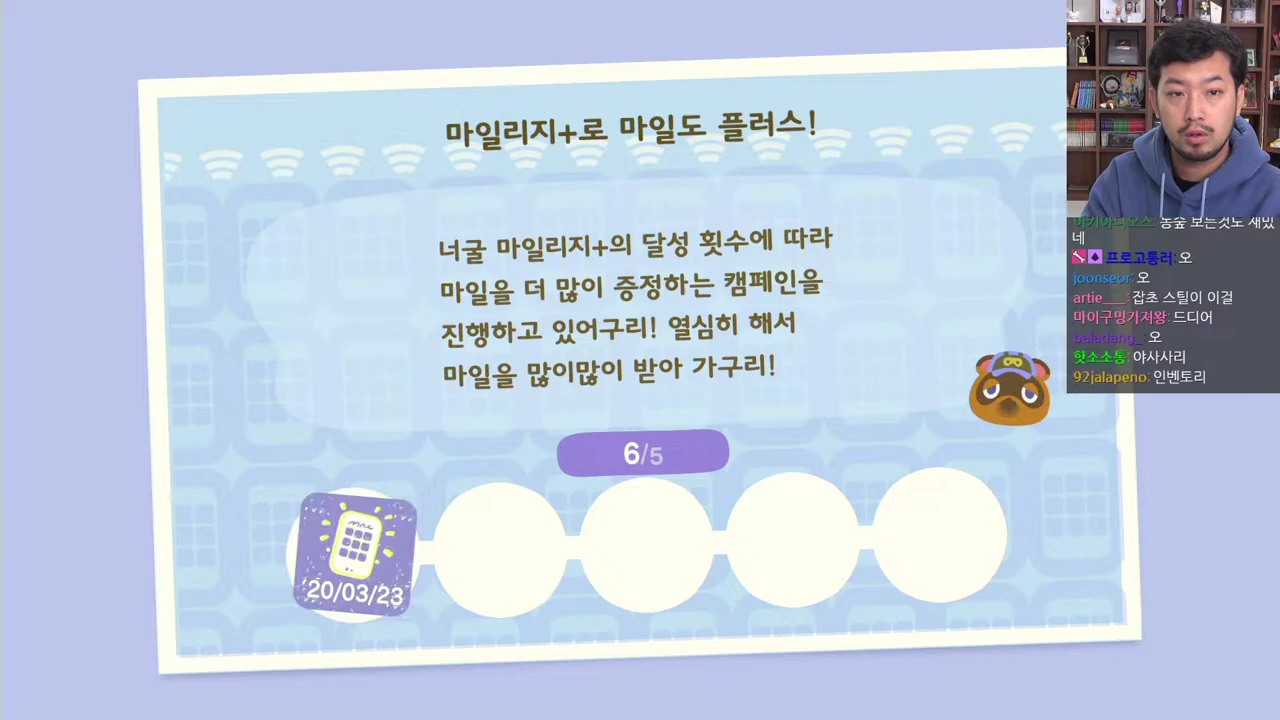 마일리지+로 마일도 플러스!
너굴 마일리지+의 달성 횟수에 따라
마일을 더 많이 증정하는 캠페인을
진행하고 있어구리! 열심히 해서
마일을 많이많이 받아 가구리!
6/5
'20/03/23
동숲 보는것도 재밌
네
프로고통러: 오
joonseor: 오
artie___: 잡초 스틸이 이걸
마이구밍가져왕: 드디어
baladang_: 오
핫소소통: 야사사리
92jalapeno: 인벤토리